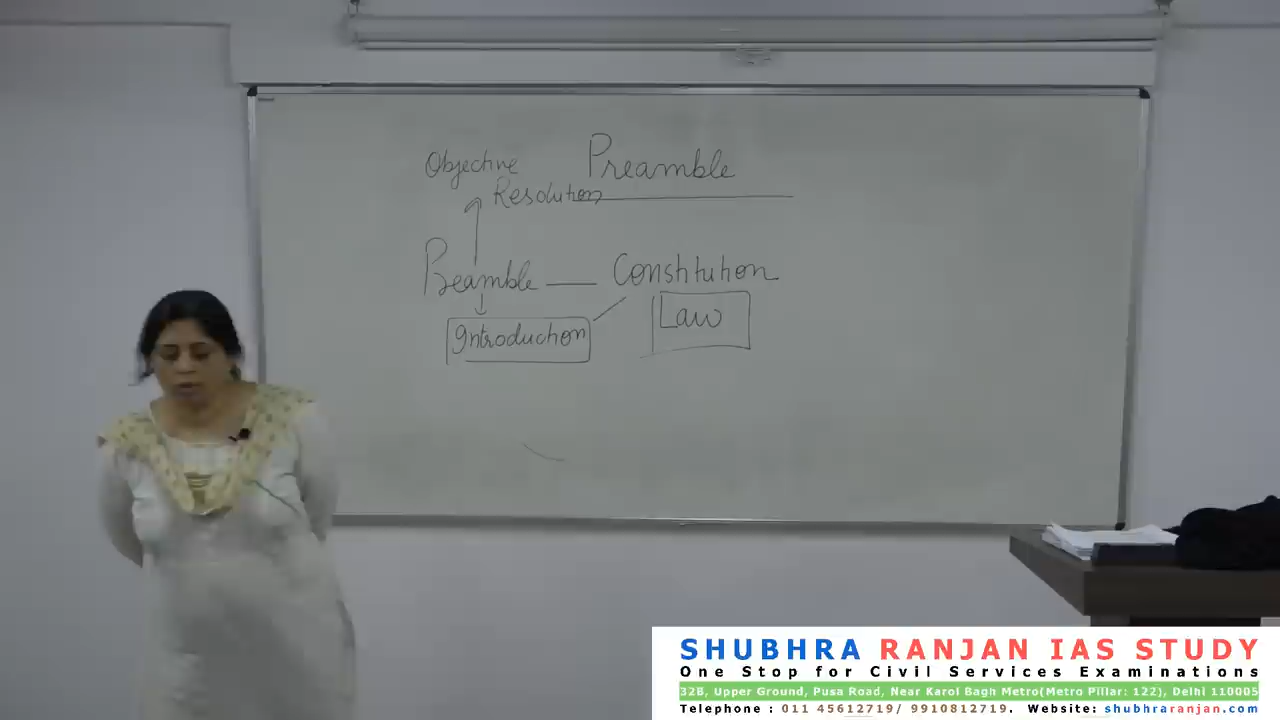 Objective Preamble
Resolution
Preamble — Constitution
Introduction Law
SHUBHRA RANJAN IAS STUDY
One Stop for Civil Services Examinations
32B, Upper Ground, Pusa Road, Near Karol Bagh Metro(Metro Pillar: 122), Delhi 110005
Telephone : 011 45612719/ 9910812719. Website: shubhraranjan.com